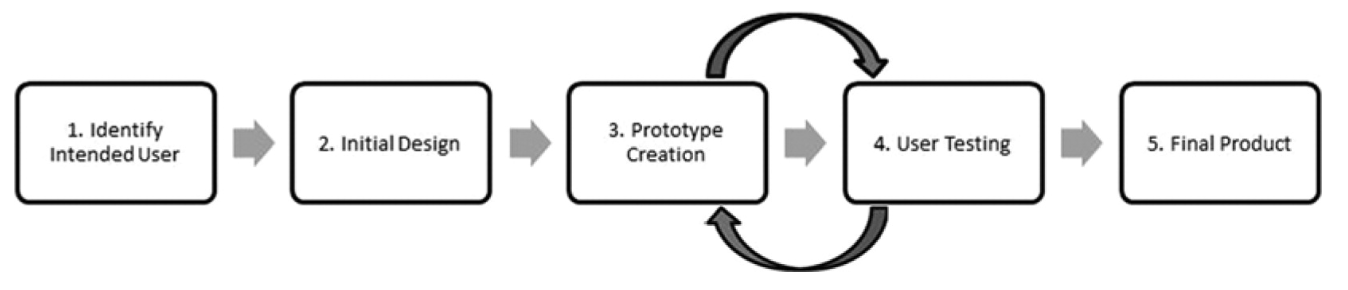 1. Identify
Intended User
2. Initial Design
3. Prototype
Creation
4. User Testing
5. Final Product